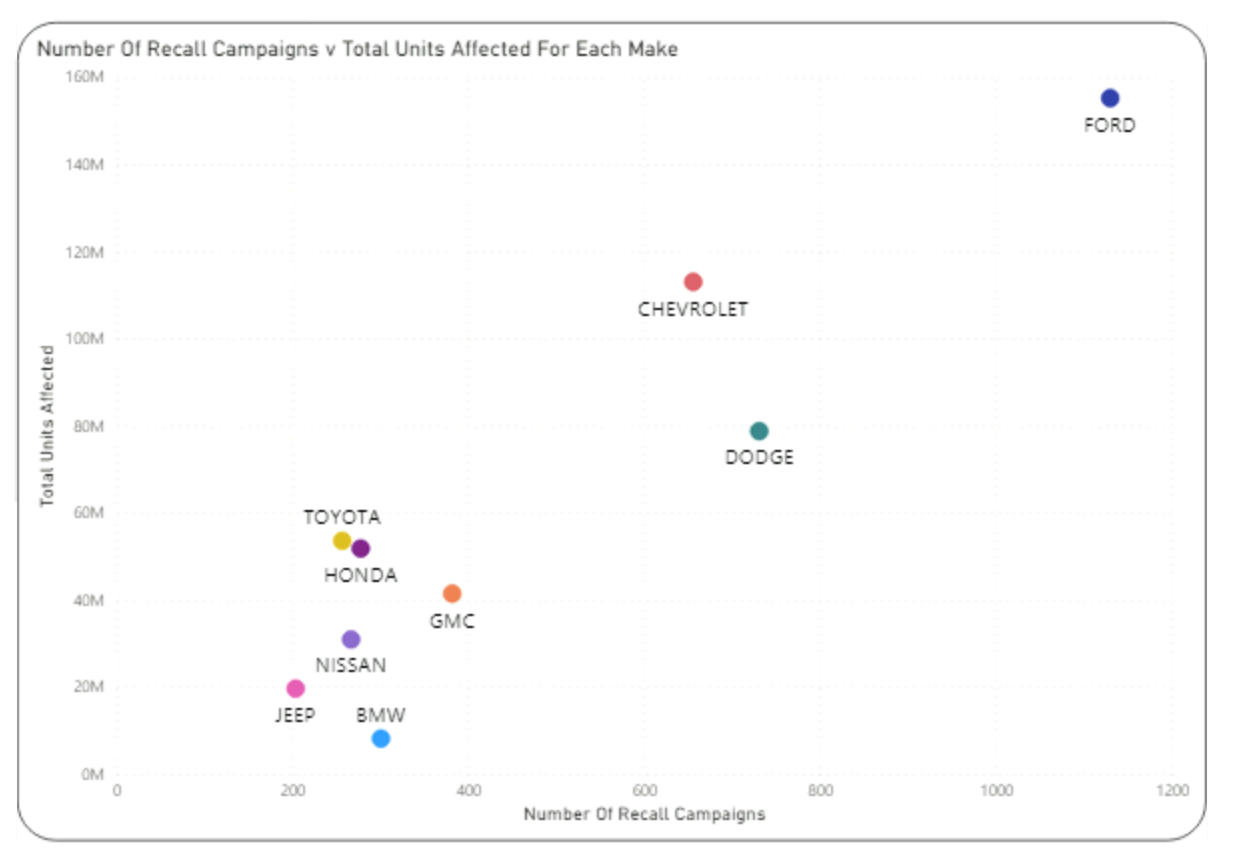 Number Of Recall Campaigns v Total Units Affected For Each Make
160M
FORD
140M
120M
CHEVROLET
100M
Total Units Affected
80M
DODGE
60M
TOYOTA
HONDA
40M
GMC
NISSAN
20M
JEEP BMW
0M
0 200 400 600 800 1000 1200
Number Of Recall Campaigns